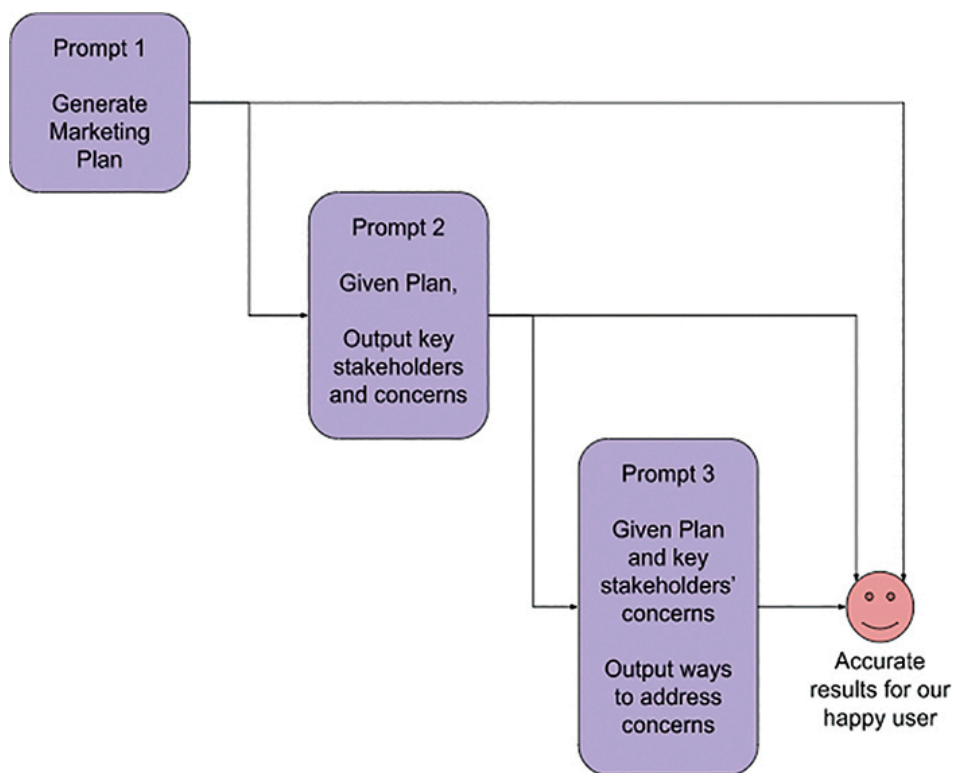 Prompt 1
Generate
Marketing
Plan
Prompt 2
Given Plan,
Output key
stakeholders
and concerns
Prompt 3
Given Plan
and key
stakeholders’
concerns
Output ways
to address
concerns
Accurate
results for our
happy user